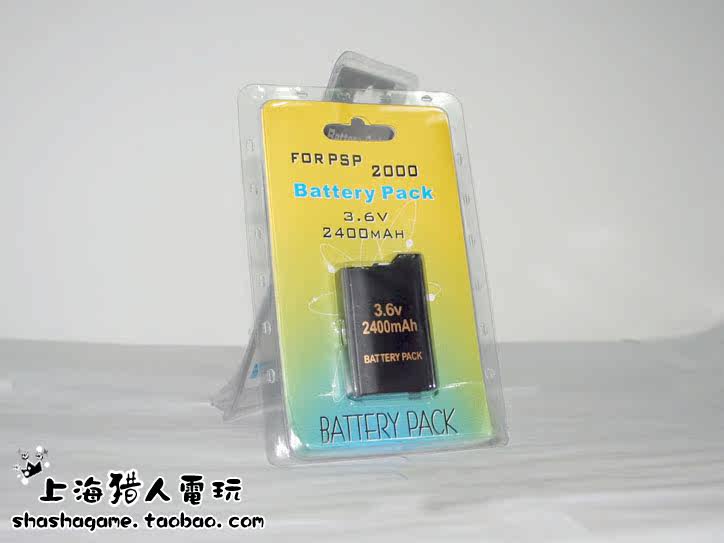 FOR PSP 2000
Battery Pack
3.6V
2400MAH
3.6v
2400mAh
BATTERY PACK
BATTERY PACK
上海猎人電玩
shashagame.taobao.com